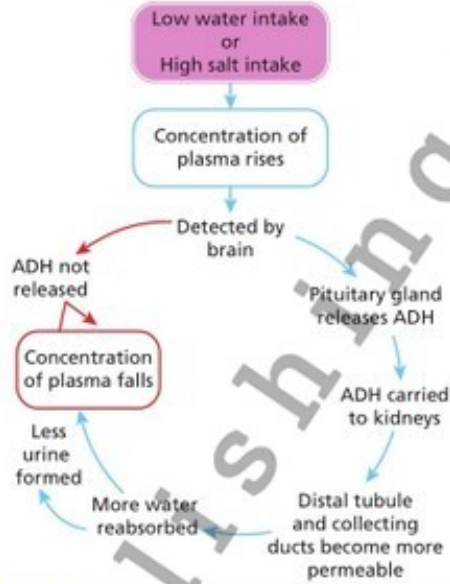 Low water intake
or
High salt intake
Concentration of
plasma rises
Detected by
brain
ADH not
released
Pituitary gland
releases ADH
Concentration
of plasma falls
ADH carried
to kidneys
Less
urine
formed
More water
reabsorbed
Distal tubule
and collecting
ducts become more
permeable
lishing